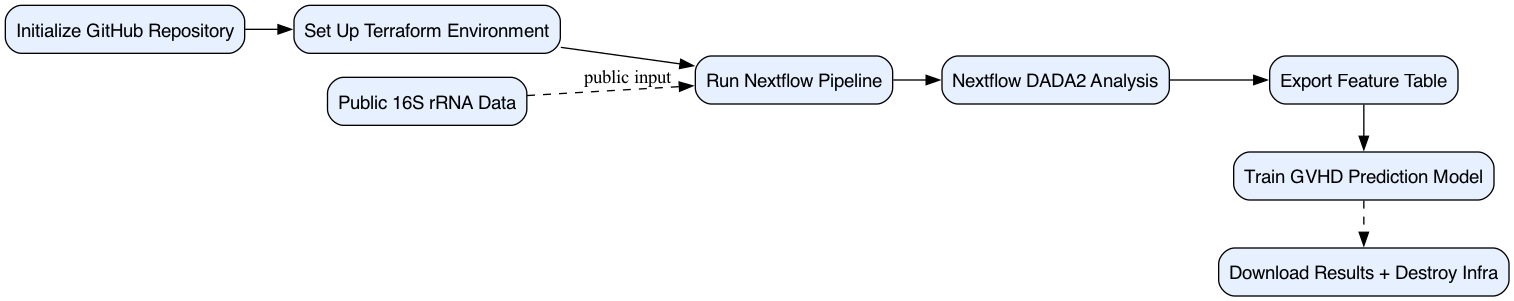 Initialize GitHub Repository
Set Up Terraform Environment
Public 16S rRNA Data
public input
Run Nextflow Pipeline
Nextflow DADA2 Analysis
Export Feature Table
Train GVHD Prediction Model
Download Results + Destroy Infra